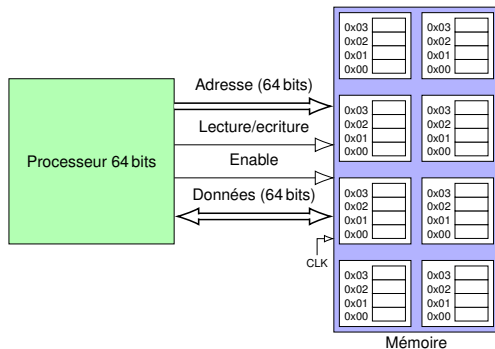 Processeur 64 bits
Adresse (64 bits)
Lecture/ecriture
Enable
Données (64 bits)
CLK
0x03
0x02
0x01
0x00
0x03
0x02
0x01
0x00
0x03
0x02
0x01
0x00
0x03
0x02
0x01
0x00
0x03
0x02
0x01
0x00
0x03
0x02
0x01
0x00
0x03
0x02
0x01
0x00
0x03
0x02
0x01
0x00
Mémoire